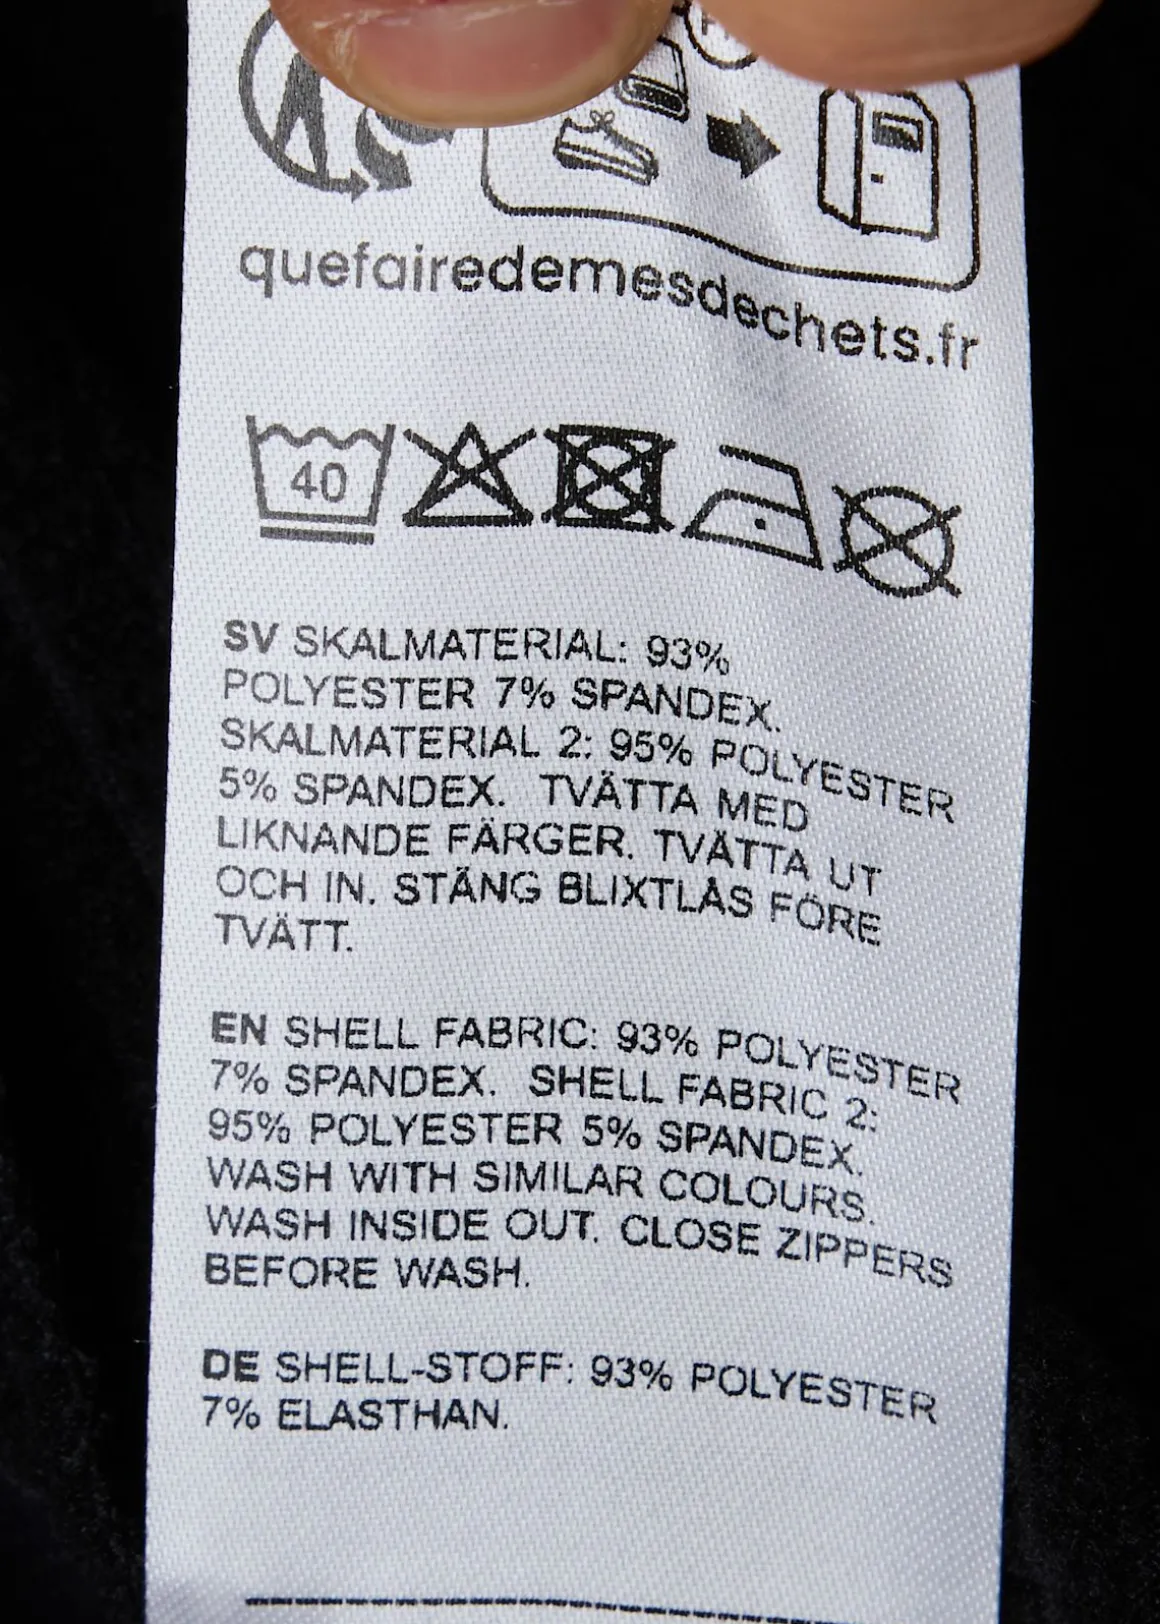 quefairedemesdechets.fr
40
SV SKALMATERIAL: 93%
POLYESTER 7% SPANDEX.
SKALMATERIAL 2: 95% POLYESTER
5% SPANDEX. TVÄTTA MED
LIKNANDE FÄRGER. TVÄTTA UT
OCH IN. STÄNG BLIXTLÅS FÖRE
TVÄTT.
EN SHELL FABRIC: 93% POLYESTER
7% SPANDEX. SHELL FABRIC 2:
95% POLYESTER 5% SPANDEX.
WASH WITH SIMILAR COLOURS.
WASH INSIDE OUT. CLOSE ZIPPERS
BEFORE WASH.
DE SHELL-STOFF: 93% POLYESTER
7% ELASTHAN.